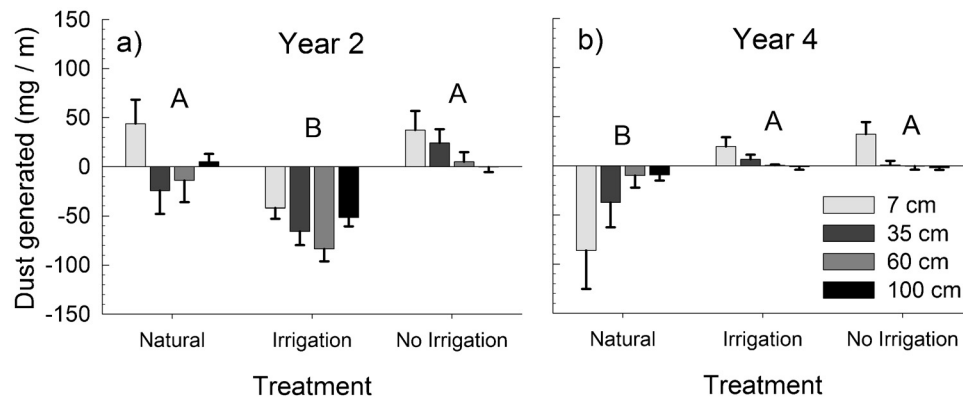 a)
Year 2
Dust generated (mg / m)
150
100
50
0
-50
-100
-150
A
B
A
Natural
Irrigation
No Irrigation
Treatment
b)
Year 4
B
A
A
7 cm
35 cm
60 cm
100 cm
Natural
Irrigation
No Irrigation
Treatment